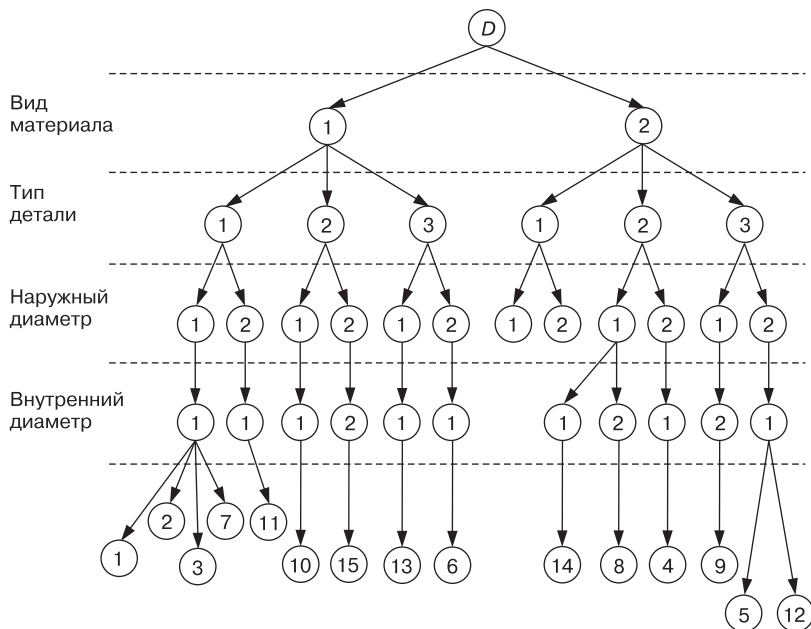 D
Вид
материала
1 2
Тип
детали
1 2 3 1 2 3
Наружный
диаметр
1 2 1 2 1 2 1 2 1 2 1 2
Внутренний
диаметр
1 1 1 2 1 1 1 2 1 2 1
2 7 11
1 3 10 15 13 6 14 8 4 9
5 12